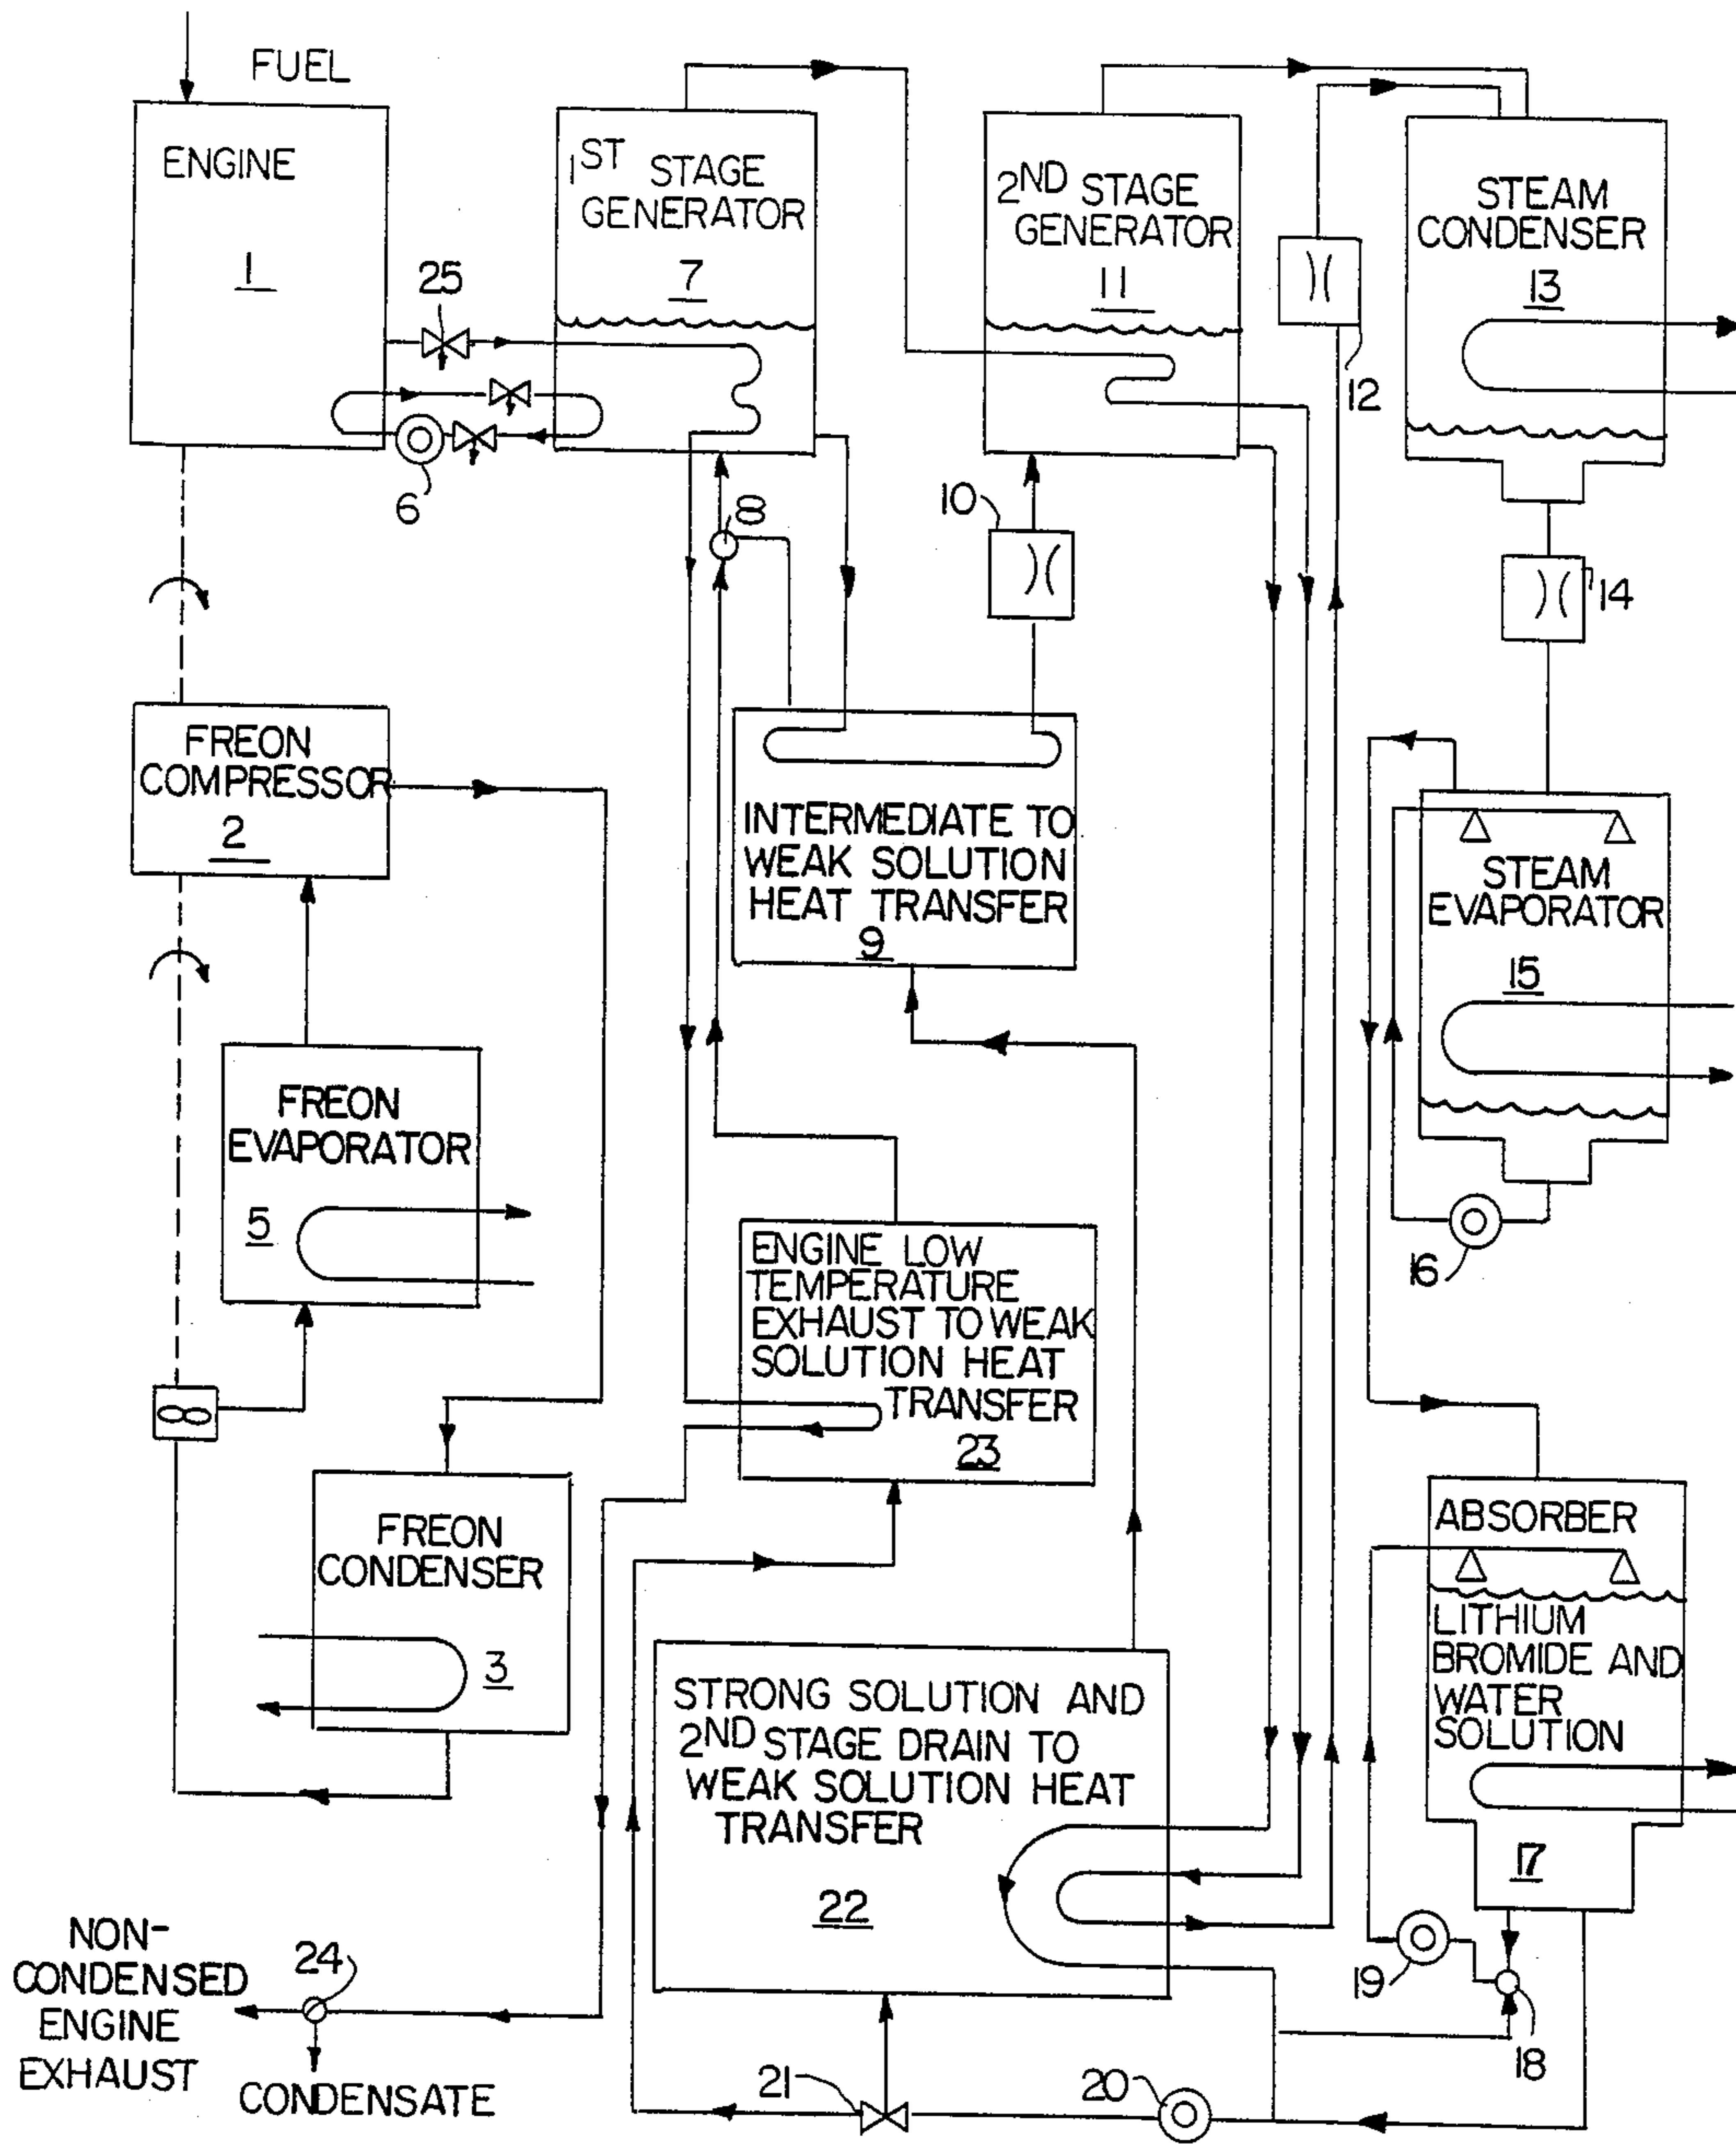 FUEL
ENGINE
1
25
6
1ST STAGE
GENERATOR
7
8
2ND STAGE
GENERATOR
11
10
12
STEAM
CONDENSER
13
14
FREON
COMPRESSOR
2
INTERMEDIATE TO
WEAK SOLUTION
HEAT TRANSFER
9
STEAM
EVAPORATOR
15
16
FREON
EVAPORATOR
5
ENGINE LOW
TEMPERATURE
EXHAUST TO WEAK
SOLUTION HEAT
TRANSFER
23
FREON
CONDENSER
3
ABSORBER
LITHIUM
BROMIDE AND
WATER
SOLUTION
17
STRONG SOLUTION AND
2ND STAGE DRAIN TO
WEAK SOLUTION HEAT
TRANSFER
22
19
18
NON-
CONDENSED
ENGINE
EXHAUST
24
CONDENSATE
21
20